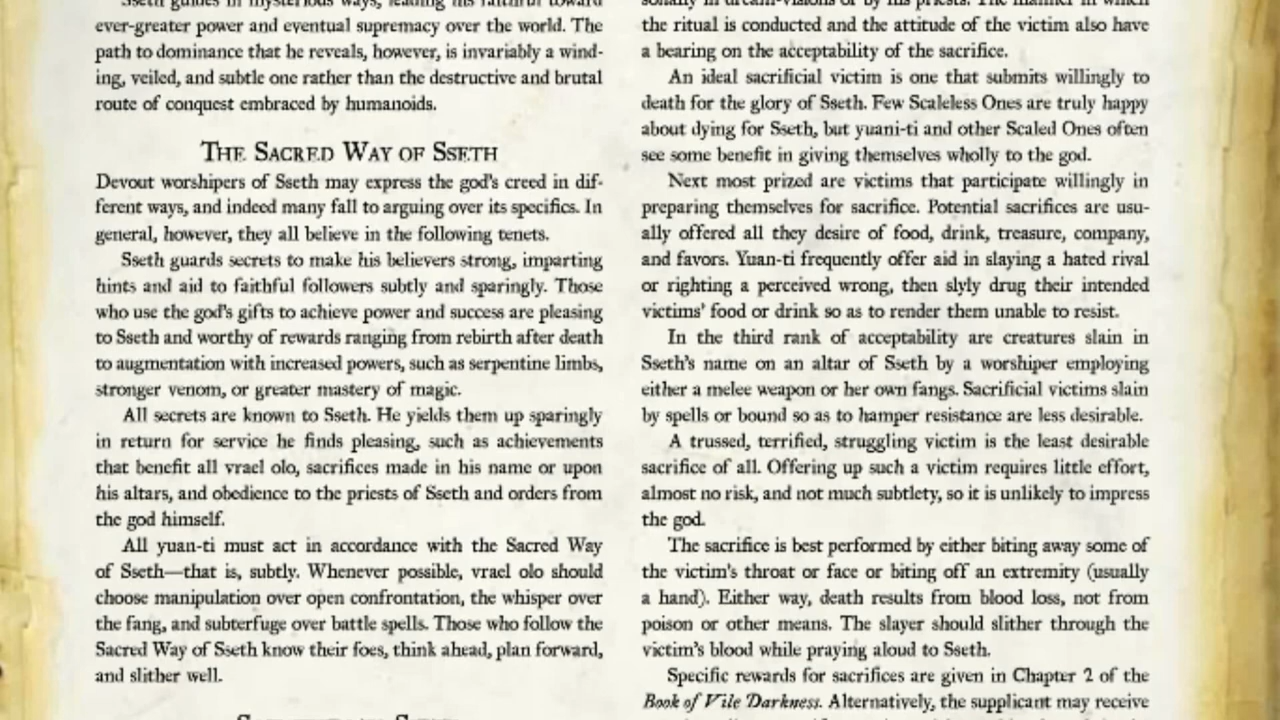 Sseth guides in mysterious ways, leading his faithful toward
ever-greater power and eventual supremacy over the world. The
path to dominance that he reveals, however, is invariably a wind-
ing, veiled, and subtle one rather than the destructive and brutal
route of conquest embraced by humanoids.
The Sacred Way of Sseth
Devout worshipers of Sseth may express the god's creed in dif-
ferent ways, and indeed many fall to arguing over its specifics. In
general, however, they all believe in the following tenets.
Sseth guards secrets to make his believers strong, imparting
hints and aid to faithful followers subtly and sparingly. Those
who use the god's gifts to achieve power and success are pleasing
to Sseth and worthy of rewards ranging from rebirth after death
to augmentation with increased powers, such as serpentine limbs,
stronger venom, or greater mastery of magic.
All secrets are known to Sseth. He yields them up sparingly
in return for service he finds pleasing, such as achievements
that benefit all vrael olo, sacrifices made in his name or upon
his altars, and obedience to the priests of Sseth and orders from
the god himself.
All yuan-ti must act in accordance with the Sacred Way
of Sseth—that is, subtly. Whenever possible, vrael olo should
choose manipulation over open confrontation, the whisper over
the fang, and subterfuge over battle spells. Those who follow the
Sacred Way of Sseth know their foes, think ahead, plan forward,
and slither well.
sonally in dream-visions or by his priests. The manner in which
the ritual is conducted and the attitude of the victim also have
a bearing on the acceptability of the sacrifice.
An ideal sacrificial victim is one that submits willingly to
death for the glory of Sseth. Few Scaleless Ones are truly happy
about dying for Sseth, but yuani-ti and other Scaled Ones often
see some benefit in giving themselves wholly to the god.
Next most prized are victims that participate willingly in
preparing themselves for sacrifice. Potential sacrifices are usu-
ally offered all they desire of food, drink, treasure, company,
and favors. Yuan-ti frequently offer aid in slaying a hated rival
or righting a perceived wrong, then slyly drug their intended
victims' food or drink so as to render them unable to resist.
In the third rank of acceptability are creatures slain in
Sseth's name on an altar of Sseth by a worshiper employing
either a melee weapon or her own fangs. Sacrificial victims slain
by spells or bound so as to hamper resistance are less desirable.
A trussed, terrified, struggling victim is the least desirable
sacrifice of all. Offering up such a victim requires little effort,
almost no risk, and not much subtlety, so it is unlikely to impress
the god.
The sacrifice is best performed by either biting away some of
the victim's throat or face or biting off an extremity (usually
a hand). Either way, death results from blood loss, not from
poison or other means. The slayer should slither through the
victim's blood while praying aloud to Sseth.
Specific rewards for sacrifices are given in Chapter 2 of the
Book of Vile Darkness. Alternatively, the supplicant may receive